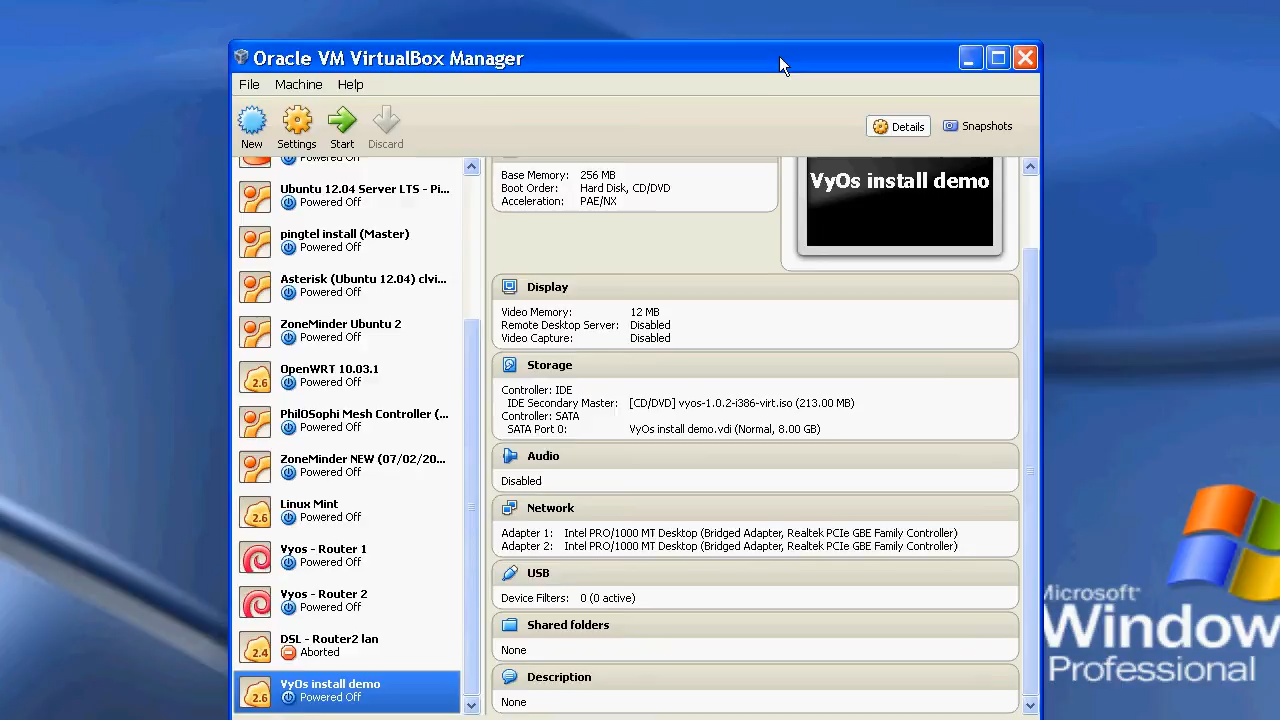 Oracle VM VirtualBox Manager
File Machine Help
New Settings Start Discard
Details Snapshots
Powered Off
Ubuntu 12.04 Server LTS - Pi...
Powered Off
pingtel install (Master)
Powered Off
Asterisk (Ubuntu 12.04) clvi...
Powered Off
ZoneMinder Ubuntu 2
Powered Off
2.6
OpenWRT 10.03.1
Powered Off
PhilOSophi Mesh Controller (...
Powered Off
ZoneMinder NEW (07/02/20...
Powered Off
2.6
Linux Mint
Powered Off
Vyos - Router 1
Powered Off
Vyos - Router 2
Powered Off
2.4
DSL - Router2 lan
Aborted
2.6
VyOs install demo
Powered Off
Base Memory: 256 MB
Boot Order: Hard Disk, CD/DVD
Acceleration: PAE/NX
VyOs install demo
Display
Video Memory: 12 MB
Remote Desktop Server: Disabled
Video Capture: Disabled
Storage
Controller: IDE
IDE Secondary Master: [CD/DVD] vyos-1.0.2-i386-virt.iso (213.00 MB)
Controller: SATA
SATA Port 0: VyOs install demo.vdi (Normal, 8.00 GB)
Audio
Disabled
Network
Adapter 1: Intel PRO/1000 MT Desktop (Bridged Adapter, Realtek PCIe GBE Family Controller)
Adapter 2: Intel PRO/1000 MT Desktop (Bridged Adapter, Realtek PCIe GBE Family Controller)
USB
Device Filters: 0 (0 active)
Shared folders
None
Description
None
Microsoft
Window
Professional